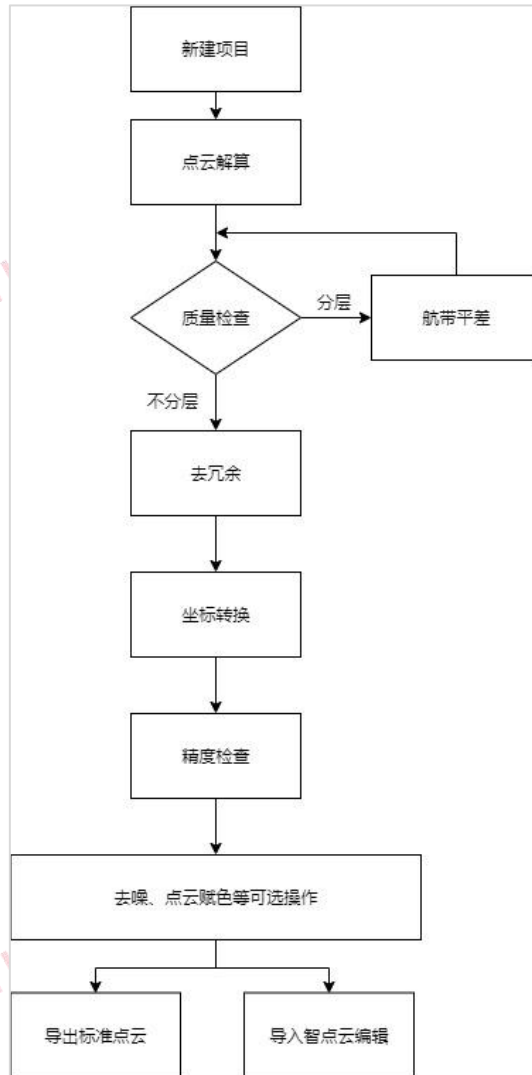 新建项目
点云解算
质量检查
分层
航带平差
不分层
去冗余
坐标转换
精度检查
去噪、点云赋色等可选操作
导出标准点云
导入智点云编辑